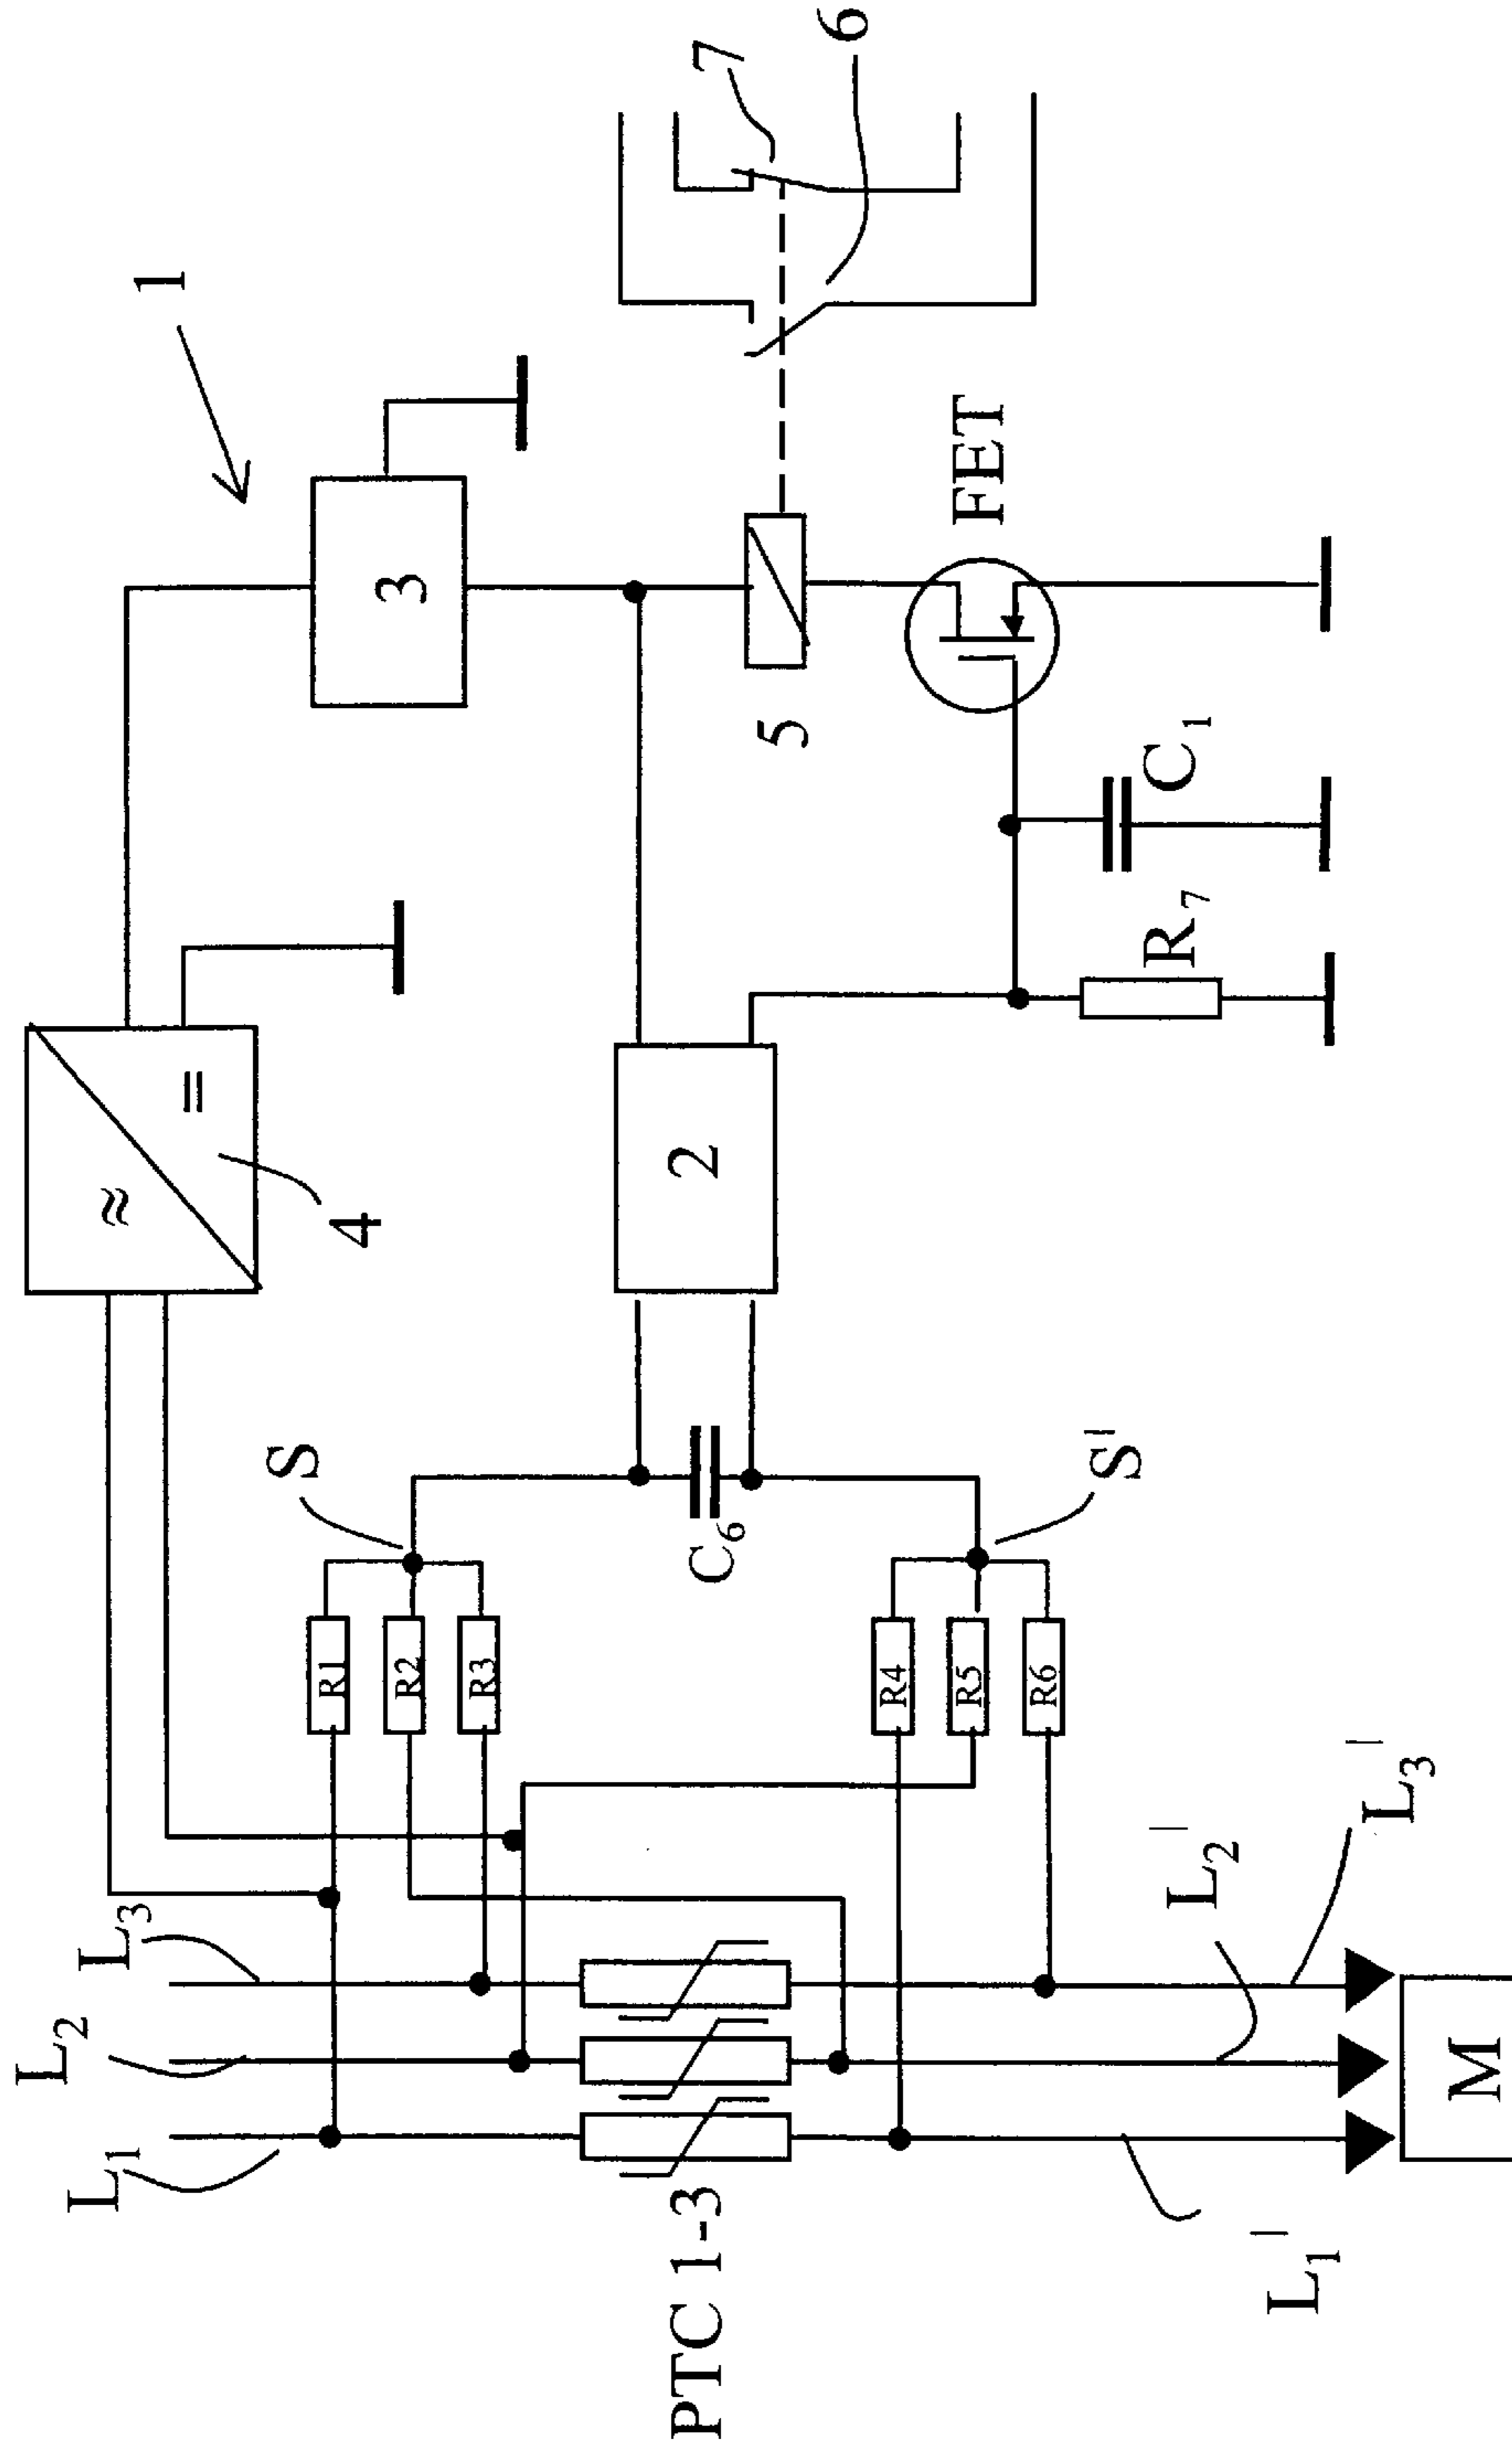 1
7
6
3
4
≈
=
5
FET
2
C1
R7
S
C6
S'
R1
R2
R3
R4
R5
R6
L3
L2
L1
PTC 1-3
L3'
L2'
L1'
M